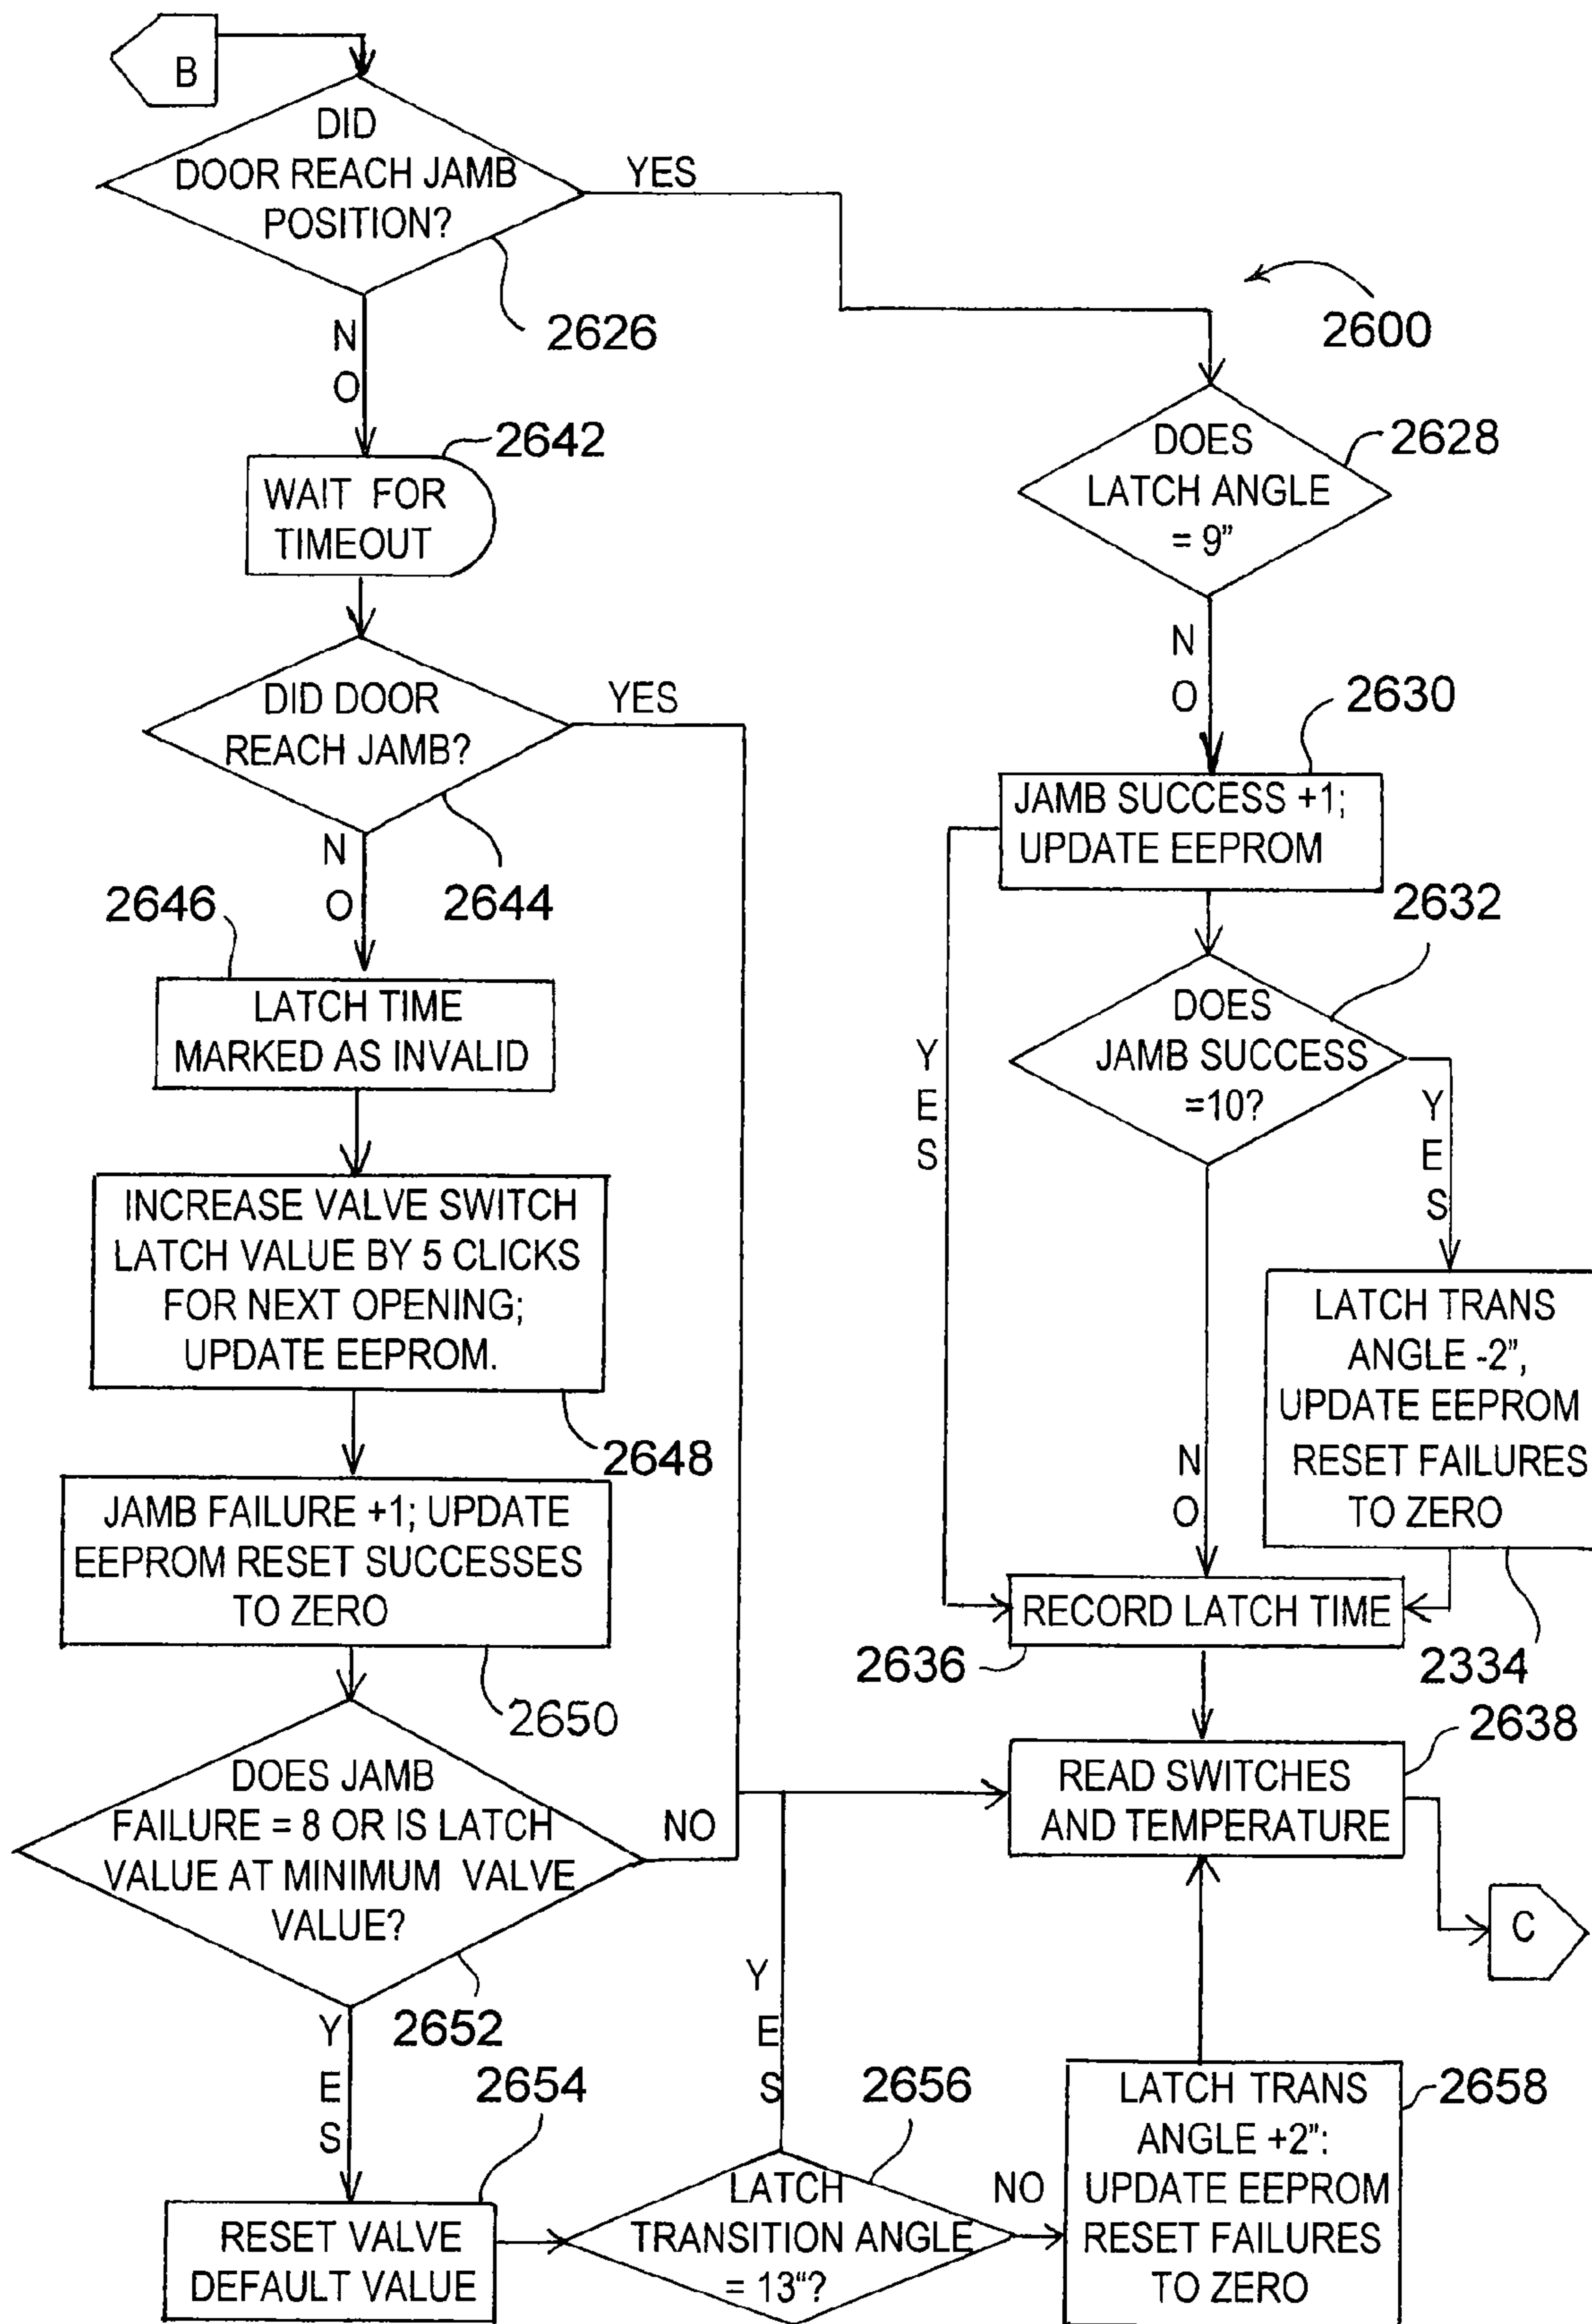 B
DID
DOOR REACH JAMB
POSITION?
YES
2626
N
O
2600
2642
WAIT FOR
TIMEOUT
DOES
LATCH ANGLE
= 9"
2628
N
O
DID DOOR
REACH JAMB?
YES
2644
N
O
2630
JAMB SUCCESS +1;
UPDATE EEPROM
2646
LATCH TIME
MARKED AS INVALID
2632
DOES
JAMB SUCCESS
=10?
Y
E
S
Y
E
S
N
O
INCREASE VALVE SWITCH
LATCH VALUE BY 5 CLICKS
FOR NEXT OPENING;
UPDATE EEPROM.
2648
LATCH TRANS
ANGLE -2",
UPDATE EEPROM
RESET FAILURES
TO ZERO
2334
JAMB FAILURE +1; UPDATE
EEPROM RESET SUCCESSES
TO ZERO
2650
RECORD LATCH TIME
2636
2638
READ SWITCHES
AND TEMPERATURE
C
DOES JAMB
FAILURE = 8 OR IS LATCH
VALUE AT MINIMUM VALVE
VALUE?
NO
2652
Y
E
S
2654
RESET VALVE
DEFAULT VALUE
Y
E
S
2656
LATCH
TRANSITION ANGLE
= 13"?
NO
2658
LATCH TRANS
ANGLE +2":
UPDATE EEPROM
RESET FAILURES
TO ZERO